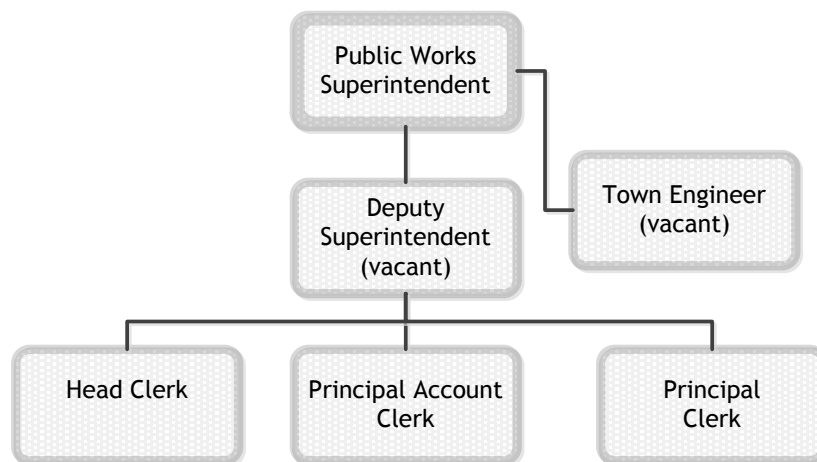 Public Works
Superintendent
Deputy
Superintendent
(vacant)
Town Engineer
(vacant)
Head Clerk
Principal Account
Clerk
Principal
Clerk